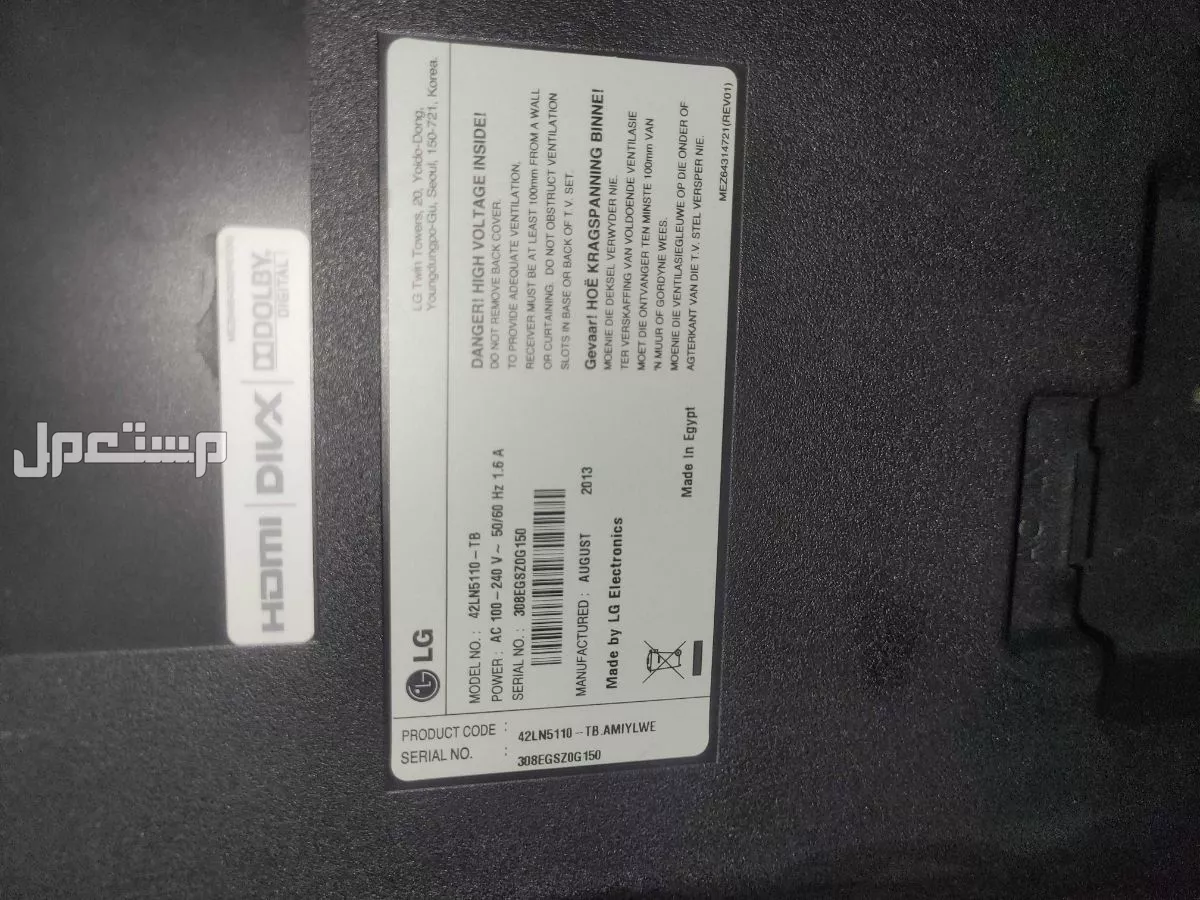 HDMI | DIVX | DOLBY
DIGITAL
مستعمل
LG
LG Twin Towers, 20, Yoido-Dong,
Youngdungpo-Gu, Seoul, 150-721, Korea.
MODEL NO. : 42LN5110-TB
POWER : AC 100-240 V~ 50/60 Hz 1.6 A
SERIAL NO. : 308EGSZ0G150
MANUFACTURED : AUGUST 2013
Made by LG Electronics
Made In Egypt
DANGER! HIGH VOLTAGE INSIDE!
DO NOT REMOVE BACK COVER.
TO PROVIDE ADEQUATE VENTILATION,
RECEIVER MUST BE AT LEAST 100mm FROM A WALL
OR CURTAINING. DO NOT OBSTRUCT VENTILATION
SLOTS IN BASE OR BACK OF T.V. SET.
Gevaar! HOË KRAGSPANNING BINNE!
MOENIE DIE DEKSEL VERWYDER NIE.
TER VERSKAFFING VAN VOLDOENDE VENTILASIE
MOET DIE ONTVANGER TEN MINSTE 100mm VAN
'N MUUR OF GORDYNE WEES.
MOENIE DIE VENTILASIEGLEUWE OP DIE ONDER OF
AGTERKANT VAN DIE T.V. STEL VERSPER NIE.
MEZ64314721(REV01)
PRODUCT CODE : 42LN5110-TB.AMIYLWE
SERIAL NO. : 308EGSZ0G150